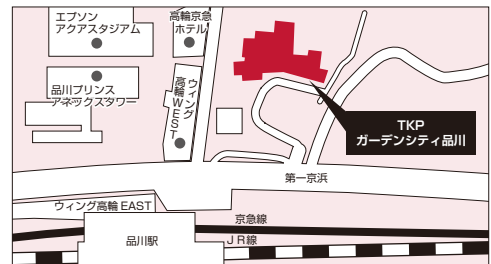 エプソン
アクアスタジアム
高輪京急
ホテル
品川プリンス
アネックスタワー
ウィング
高輪WEST
TKP
ガーデンシティ品川
第一京浜
ウィング高輪 EAST
京急線
品川駅
ＪＲ線